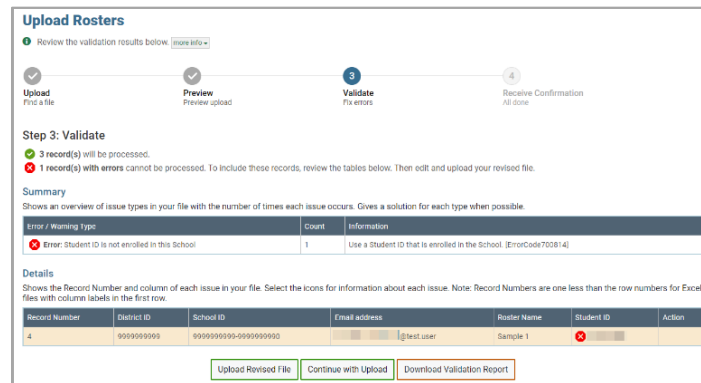 Upload Rosters
Review the validation results below. more info
3
4
Upload
Preview
Validate
Receive Confirmation
Find a file
Preview upload
Fix errors
All done
Step 3: Validate
3 record(s) will be processed.
1 record(s) with errors cannot be processed. To include these records, review the tables below. Then edit and upload your revised file.
Summary
Shows an overview of issue types in your file with the number of times each issue occurs. Gives a solution for each type when possible.
Error / Warning Type Count Information
Error: Student ID is not enrolled in this School 1 Use a Student ID that is enrolled in the School. [ErrorCode700814]
Details
Shows the Record Number and column of each issue in your file. Select the icons for information about each issue. Note: Record Numbers are one less than the row numbers for Excel
files with column labels in the first row.
Record Number District ID School ID Email address Roster Name Student ID Action
4 9999999999 9999999999-9999999990 @test.user Sample 1
Upload Revised File Continue with Upload Download Validation Report